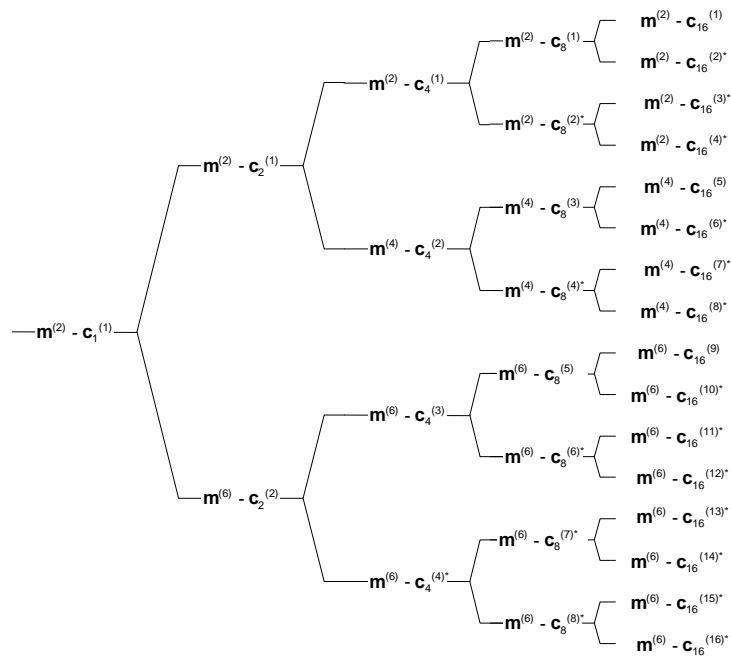 m(2) - c1(1)
m(2) - c2(1)
m(6) - c2(2)
m(2) - c4(1)
m(4) - c4(2)
m(6) - c4(3)
m(6) - c4(4)*
m(2) - c8(1)
m(2) - c8(2)*
m(4) - c8(3)
m(4) - c8(4)*
m(6) - c8(5)
m(6) - c8(6)*
m(6) - c8(7)*
m(6) - c8(8)*
m(2) - c16(1)
m(2) - c16(2)*
m(2) - c16(3)*
m(2) - c16(4)*
m(4) - c16(5)
m(4) - c16(6)*
m(4) - c16(7)*
m(4) - c16(8)*
m(6) - c16(9)
m(6) - c16(10)*
m(6) - c16(11)*
m(6) - c16(12)*
m(6) - c16(13)*
m(6) - c16(14)*
m(6) - c16(15)*
m(6) - c16(16)*